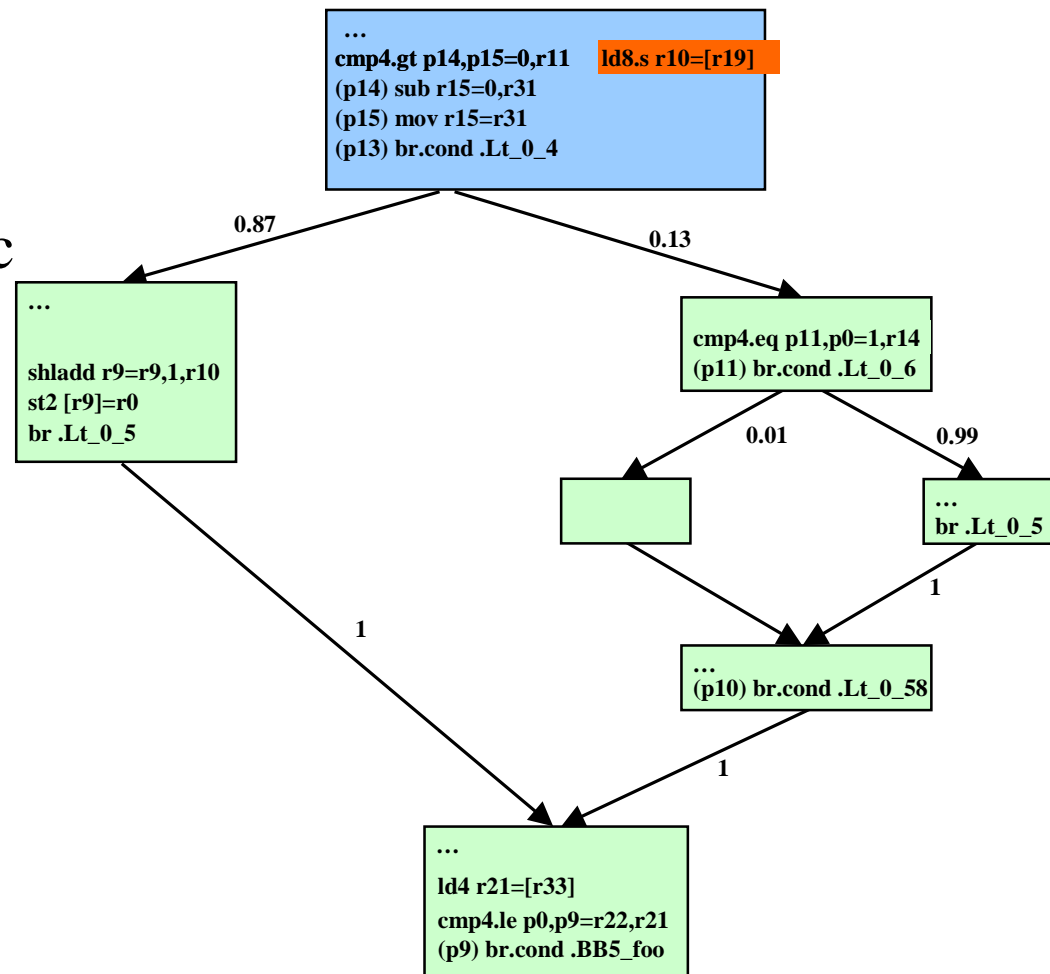 ...
cmp4.gt p14,p15=0,r11 ld8.s r10=[r19]
(p14) sub r15=0,r31
(p15) mov r15=r31
(p13) br.cond .Lt_0_4
0.87
0.13
c
...
shladd r9=r9,1,r10
st2 [r9]=r0
br .Lt_0_5
cmp4.eq p11,p0=1,r14
(p11) br.cond .Lt_0_6
0.01
0.99
...
br .Lt_0_5
1
1
...
(p10) br.cond .Lt_0_58
1
...
ld4 r21=[r33]
cmp4.le p0,p9=r22,r21
(p9) br.cond .BB5_foo